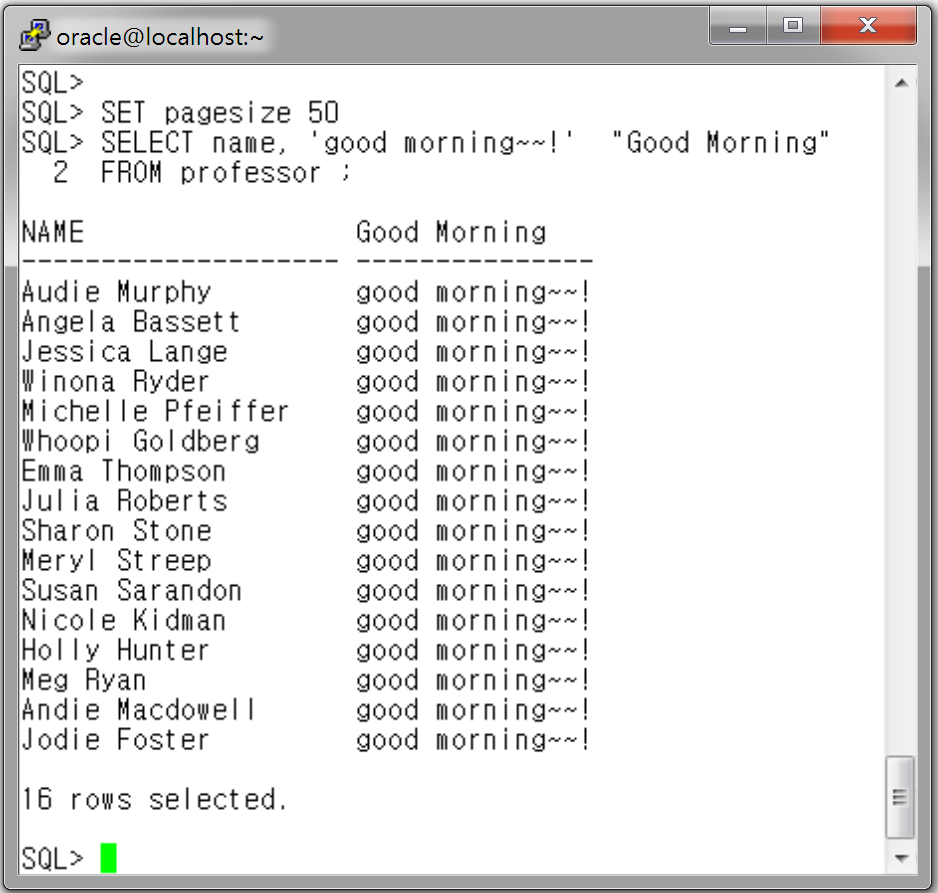 oracle@localhost:~
SQL>
SQL> SET pagesize 50
SQL> SELECT name, 'good morning~~!'  "Good Morning"
  2  FROM professor ;
NAME                 Good Morning
-------------------- ---------------
Audie Murphy         good morning~~!
Angela Bassett       good morning~~!
Jessica Lange        good morning~~!
Winona Ryder         good morning~~!
Michelle Pfeiffer    good morning~~!
Whoopi Goldberg      good morning~~!
Emma Thompson        good morning~~!
Julia Roberts        good morning~~!
Sharon Stone         good morning~~!
Meryl Streep         good morning~~!
Susan Sarandon       good morning~~!
Nicole Kidman        good morning~~!
Holly Hunter         good morning~~!
Meg Ryan             good morning~~!
Andie Macdowell      good morning~~!
Jodie Foster         good morning~~!
16 rows selected.
SQL>